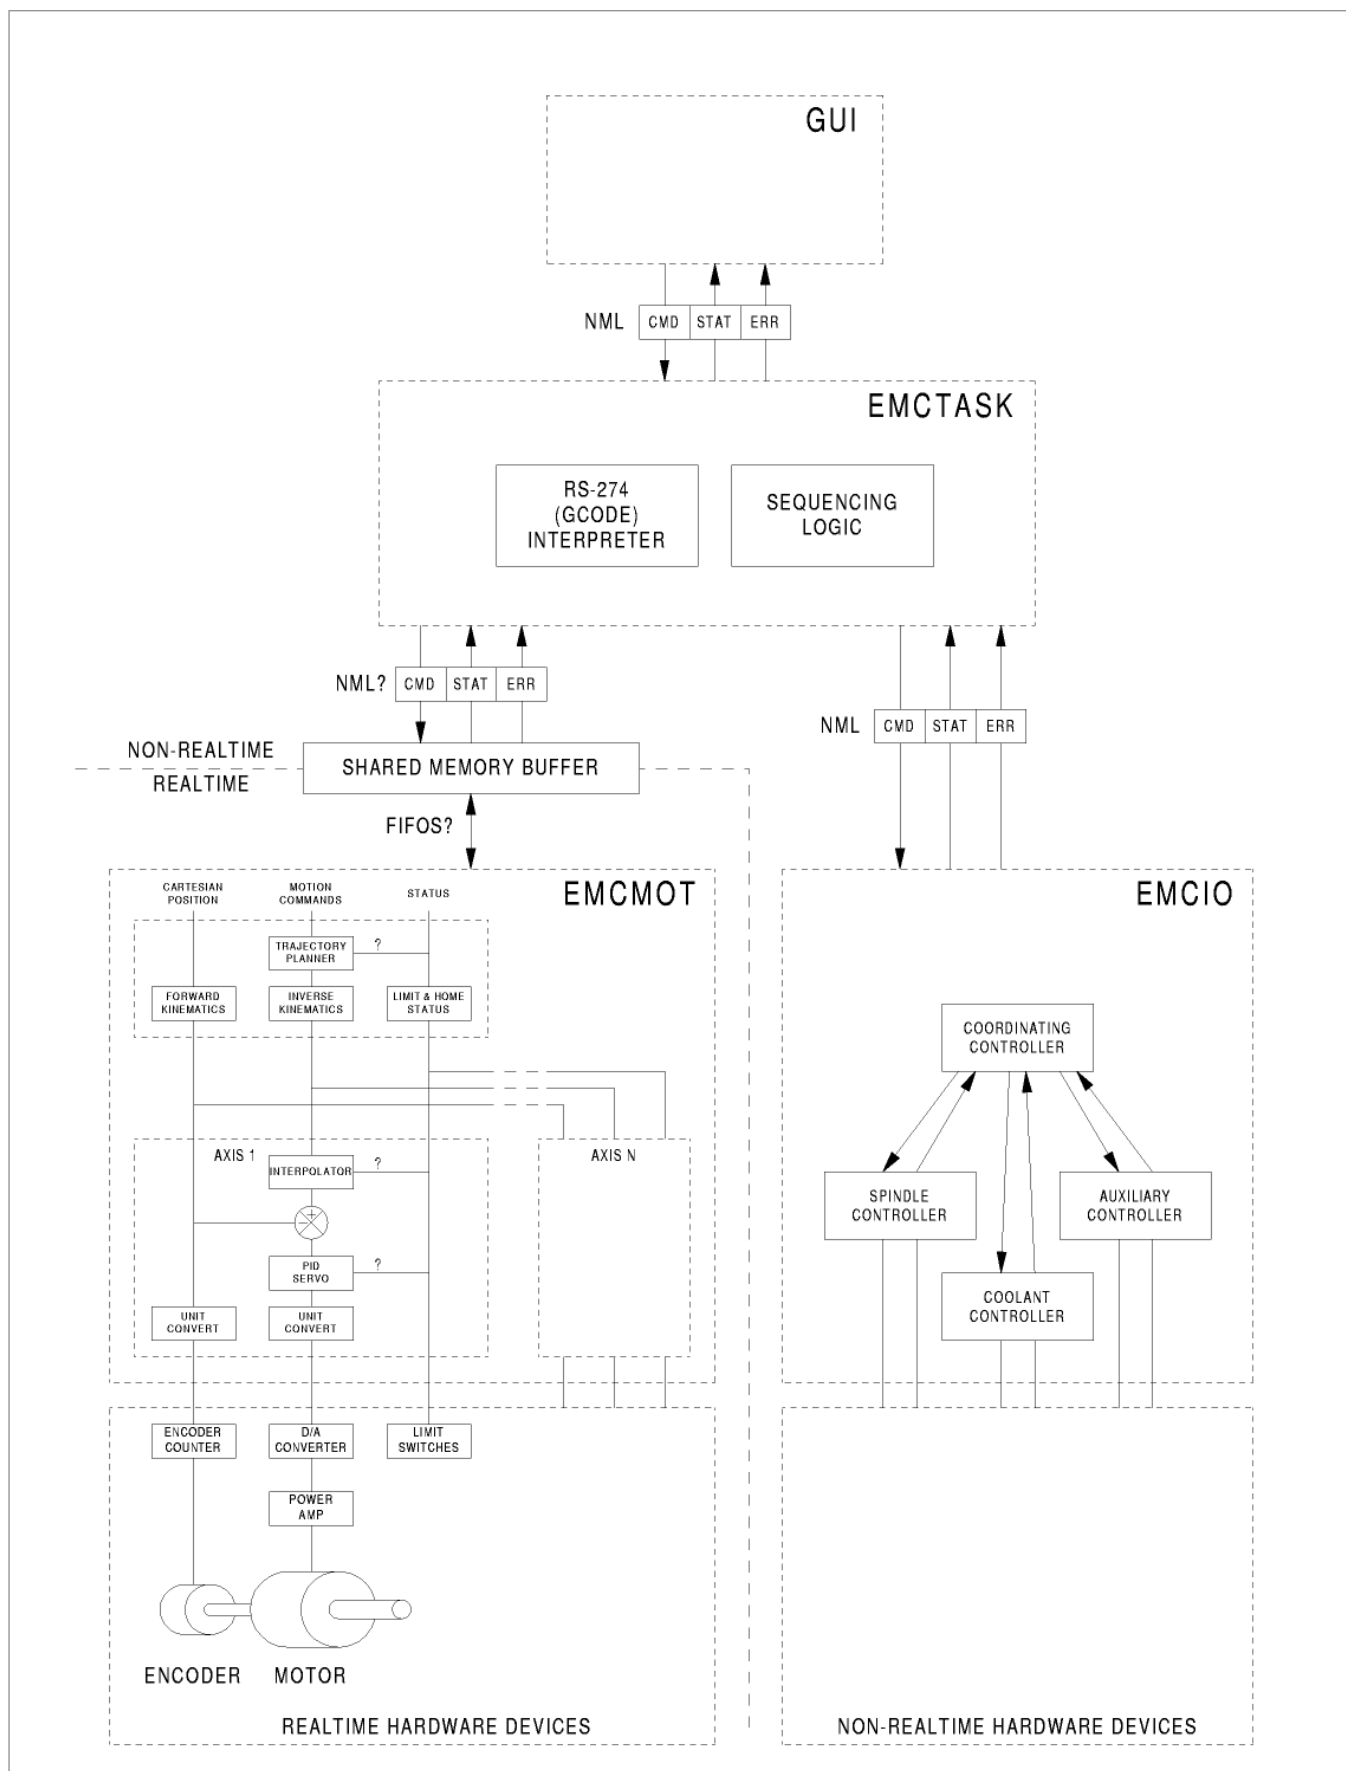 GUI
NML CMD STAT ERR
EMCTASK
RS-274
(GCODE)
INTERPRETER
SEQUENCING
LOGIC
NML? CMD STAT ERR
NML CMD STAT ERR
NON-REALTIME
REALTIME
SHARED MEMORY BUFFER
FIFOS?
EMCMOT
CARTESIAN
POSITION
MOTION
COMMANDS
STATUS
TRAJECTORY
PLANNER
?
FORWARD
KINEMATICS
INVERSE
KINEMATICS
LIMIT & HOME
STATUS
AXIS 1
INTERPOLATOR
?
+
−
PID
SERVO
?
UNIT
CONVERT
UNIT
CONVERT
AXIS N
EMCIO
COORDINATING
CONTROLLER
SPINDLE
CONTROLLER
AUXILIARY
CONTROLLER
COOLANT
CONTROLLER
ENCODER
COUNTER
D/A
CONVERTER
LIMIT
SWITCHES
POWER
AMP
ENCODER
MOTOR
REALTIME HARDWARE DEVICES
NON-REALTIME HARDWARE DEVICES